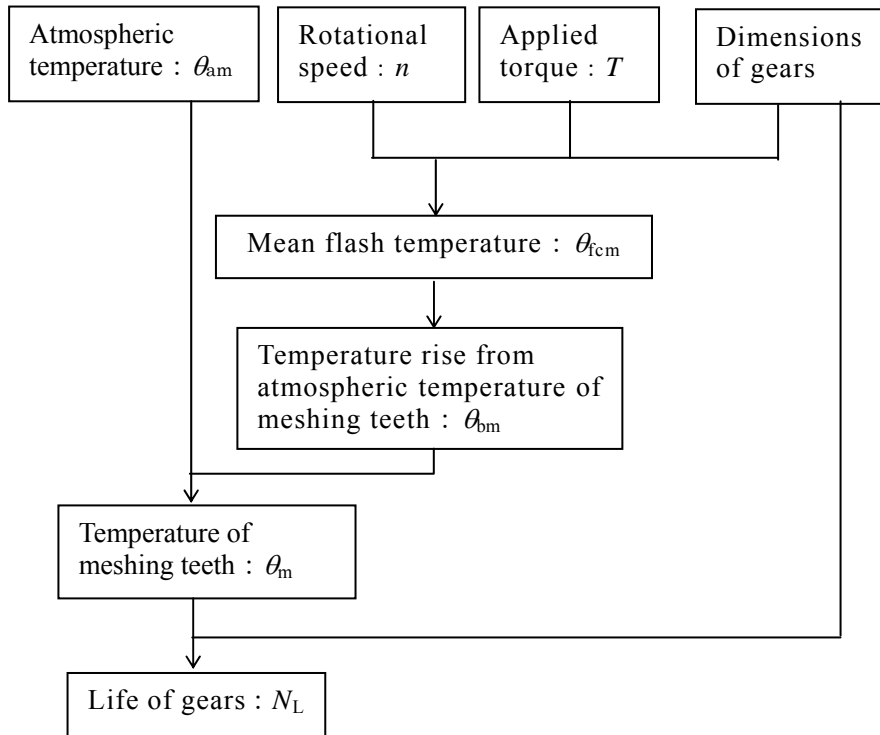 Atmospheric
temperature : θam
Rotational
speed : n
Applied
torque : T
Dimensions
of gears
Mean flash temperature : θfcm
Temperature rise from
atmospheric temperature of
meshing teeth : θbm
Temperature of
meshing teeth : θm
Life of gears : NL